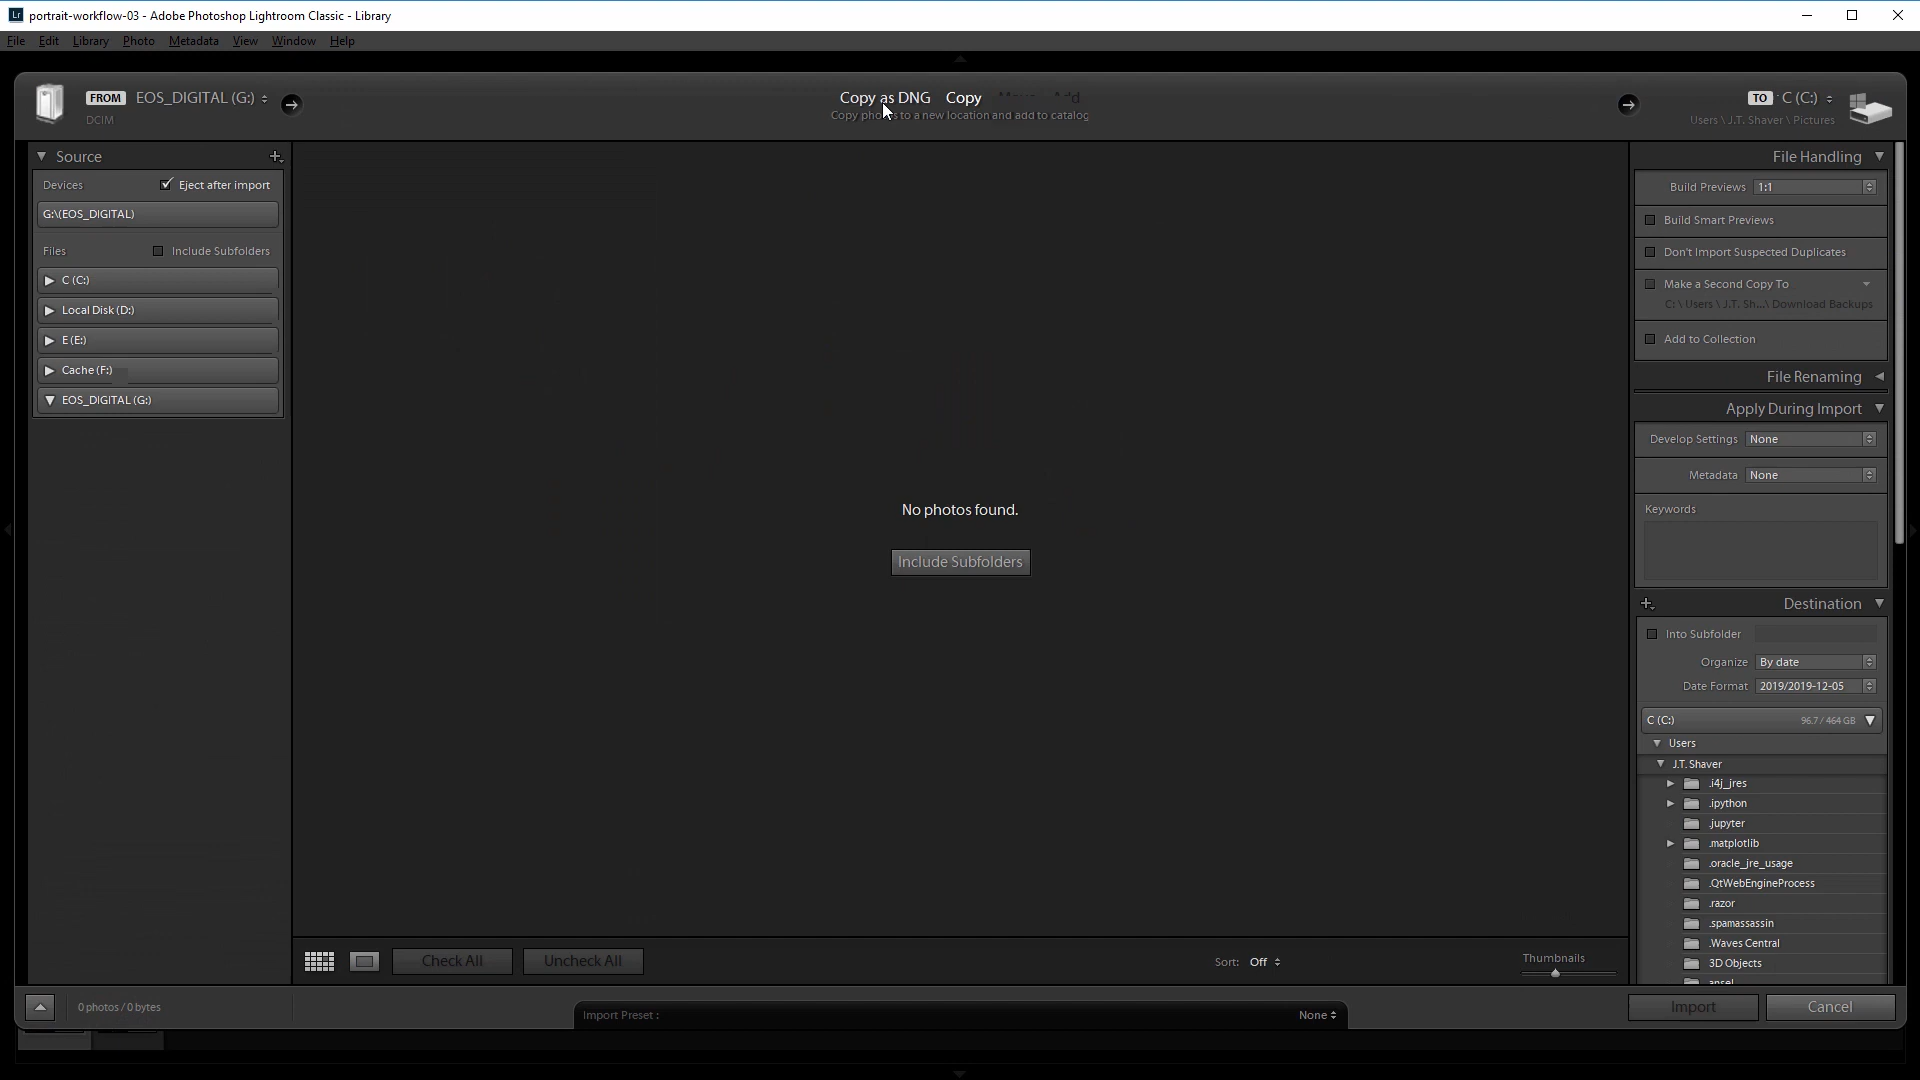 portrait-workflow-03 - Adobe Photoshop Lightroom Classic - Library
File Edit Library Photo Metadata View Window Help
FROM EOS_DIGITAL (G:)
DCIM
Copy as DNG Copy Move Add
Copy photos to a new location and add to catalog
TO C (C:)
Users \ J.T. Shaver \ Pictures
Source
Devices Eject after import
G:\(EOS_DIGITAL)
Files Include Subfolders
C (C:)
Local Disk (D:)
E (E:)
Cache (F:)
EOS_DIGITAL (G:)
No photos found.
Include Subfolders
File Handling
Build Previews 1:1
Build Smart Previews
Don't Import Suspected Duplicates
Make a Second Copy To
C: \ Users \ J.T. Sh...\ Download Backups
Add to Collection
File Renaming
Apply During Import
Develop Settings None
Metadata None
Keywords
Destination
Into Subfolder
Organize By date
Date Format 2019/2019-12-05
C (C:) 96.7 / 464 GB
Users
J.T. Shaver
.i4j_jres
.ipython
.jupyter
.matplotlib
.oracle_jre_usage
.QtWebEngineProcess
.razor
.spamassassin
.Waves Central
3D Objects
ansel
Check All Uncheck All Sort: Off Thumbnails
0 photos / 0 bytes
Import Preset : None
Import Cancel